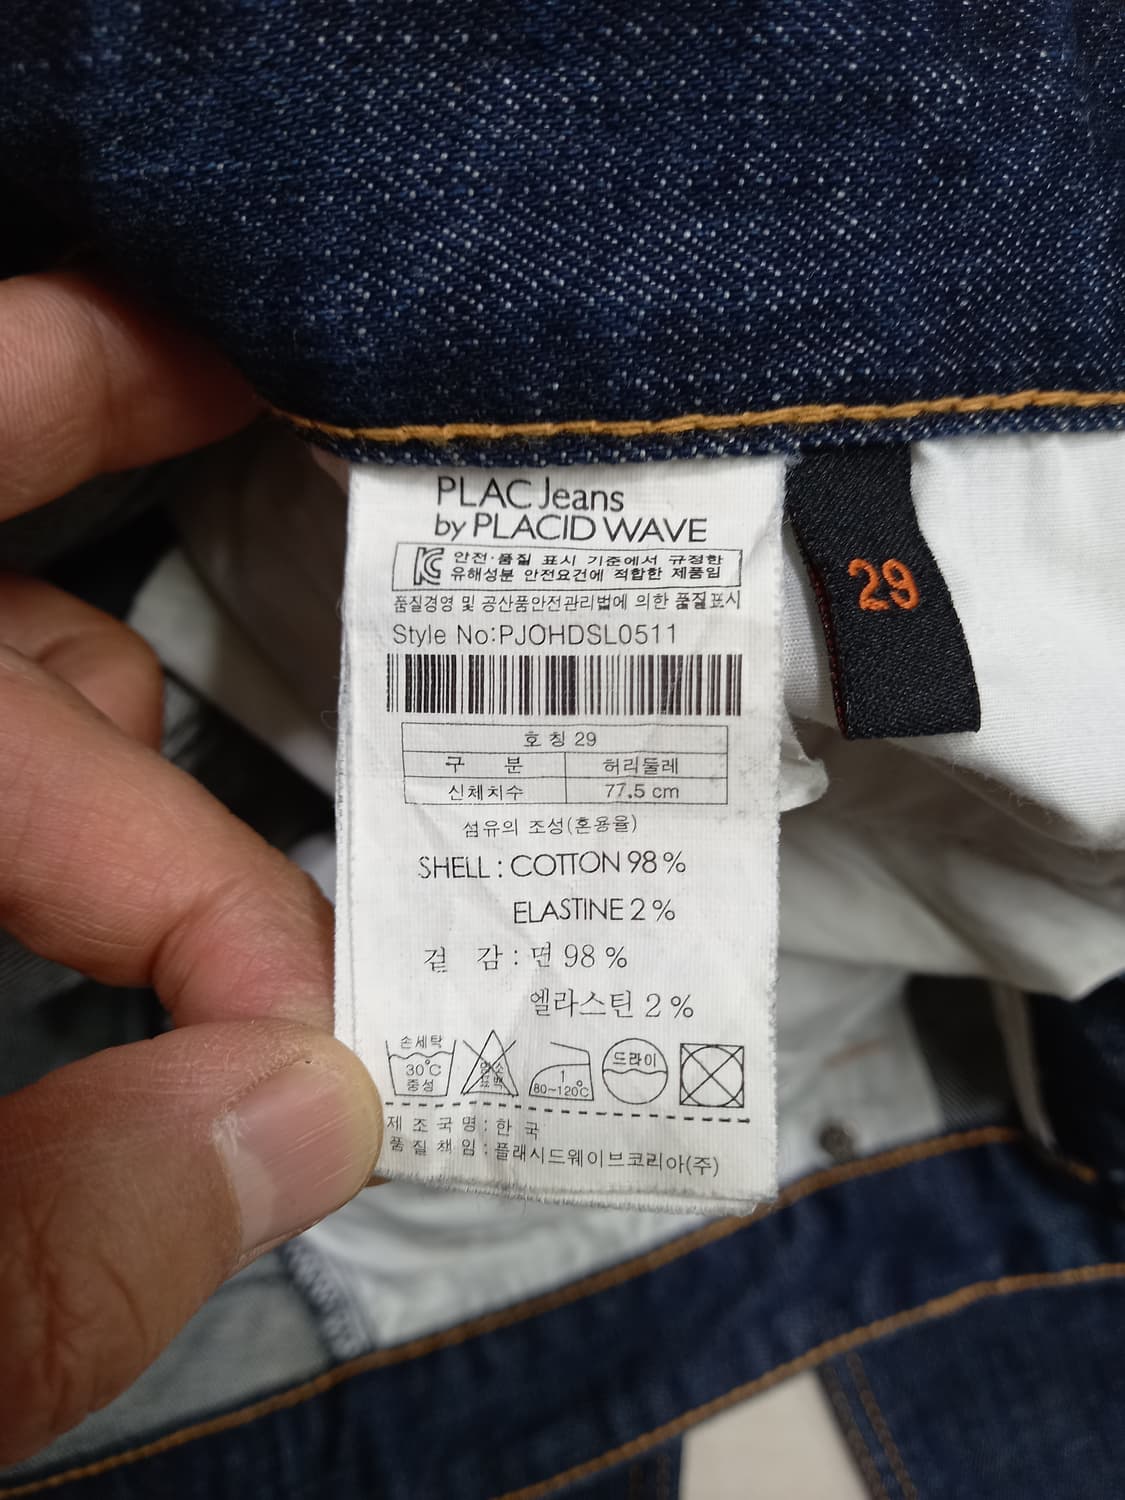 PLAC Jeans
by PLACID WAVE
안전·품질 표시 기준에서 규정한
유해성분 안전요건에 적합한 제품임
품질경영 및 공산품안전관리법에 의한 품질표시
Style No:PJOHDSL0511
호 칭 29
구 분 허리둘레
신체치수 77.5 cm
섬유의 조성(혼용율)
SHELL : COTTON 98 %
ELASTINE 2 %
겉 감 : 면 98 %
엘라스틴 2 %
손세탁
30°C
중성
염소
표백
1
80~120°C
드라이
제 조 국 명 : 한 국
품 질 책 임 : 플래시드웨이브코리아(주)
29